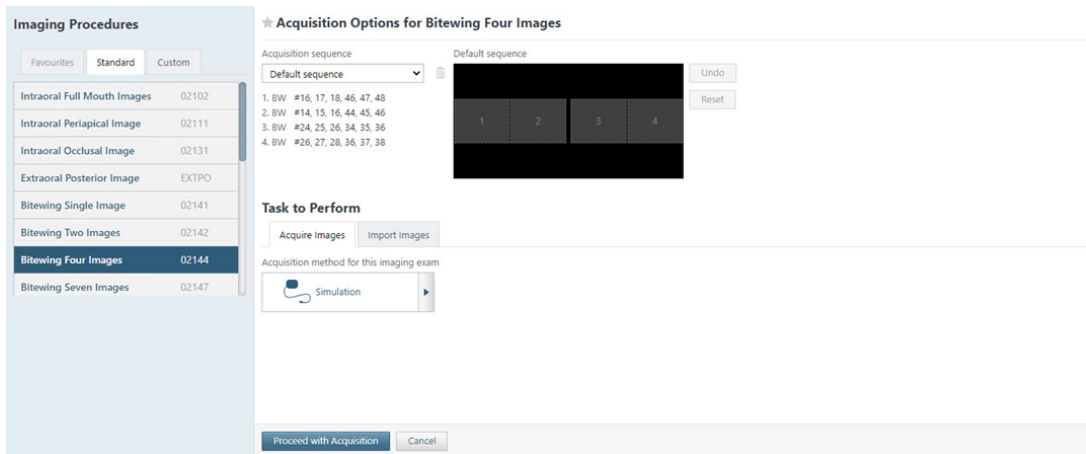 Imaging Procedures
Favourites Standard Custom
Intraoral Full Mouth Images 02102
Intraoral Periapical Image 02111
Intraoral Occlusal Image 02131
Extraoral Posterior Image EXTPO
Bitewing Single Image 02141
Bitewing Two Images 02142
Bitewing Four Images 02144
Bitewing Seven Images 02147
Acquisition Options for Bitewing Four Images
Acquisition sequence
Default sequence
1. BW #16, 17, 18, 46, 47, 48
2. BW #14, 15, 16, 44, 45, 46
3. BW #24, 25, 26, 34, 35, 36
4. BW #26, 27, 28, 36, 37, 38
Default sequence
1 2 3 4
Undo
Reset
Task to Perform
Acquire Images Import Images
Acquisition method for this imaging exam
Simulation
Proceed with Acquisition Cancel